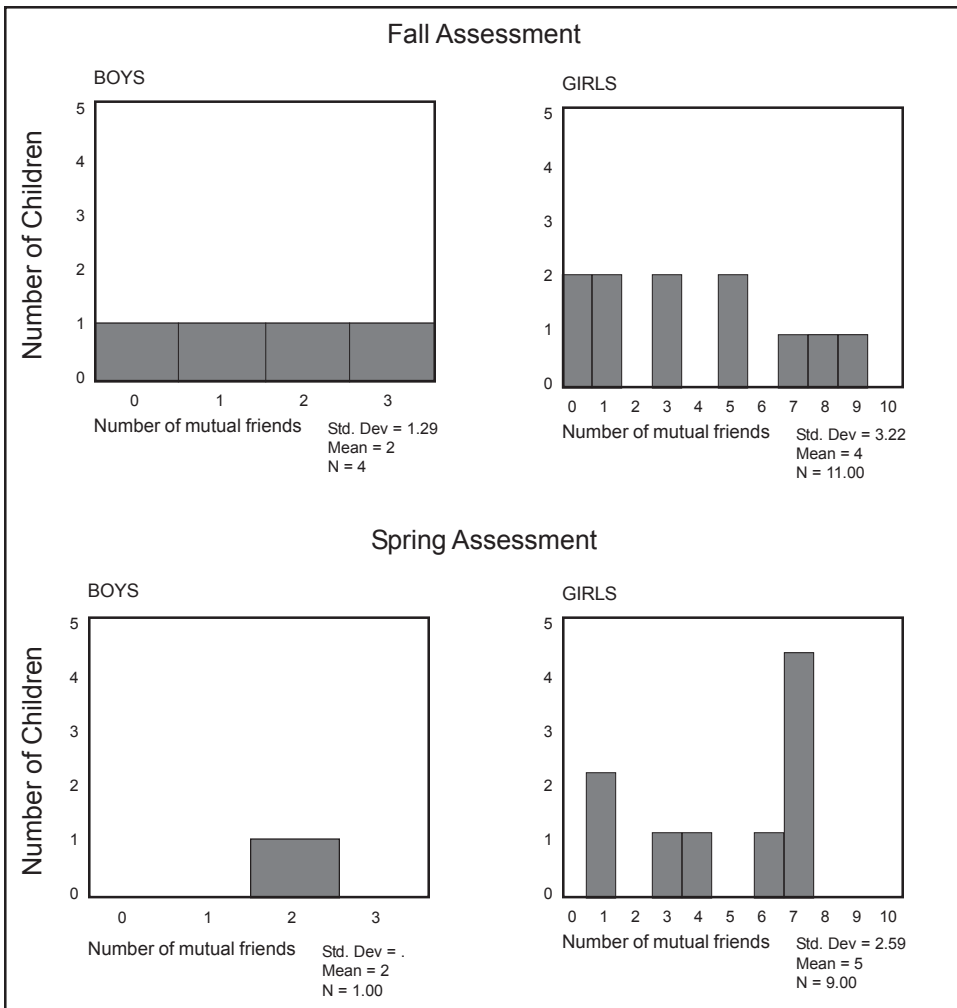 Fall Assessment
BOYS
Number of Children
5
4
3
2
1
0
0 1 2 3
Number of mutual friends
Std. Dev = 1.29
Mean = 2
N = 4
GIRLS
5
4
3
2
1
0
0 1 2 3 4 5 6 7 8 9 10
Number of mutual friends
Std. Dev = 3.22
Mean = 4
N = 11.00
Spring Assessment
BOYS
Number of Children
5
4
3
2
1
0
0 1 2 3
Number of mutual friends
Std. Dev = .
Mean = 2
N = 1.00
GIRLS
5
4
3
2
1
0
0 1 2 3 4 5 6 7 8 9 10
Number of mutual friends
Std. Dev = 2.59
Mean = 5
N = 9.00